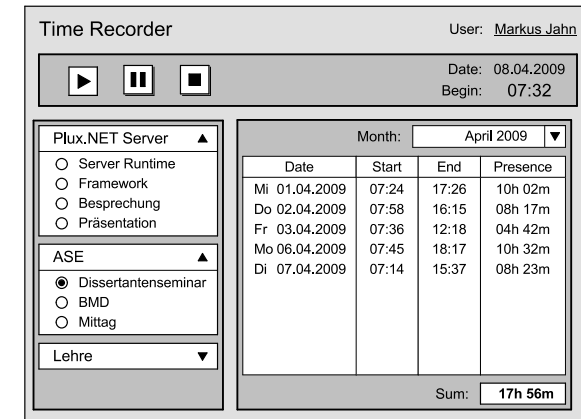 Time Recorder
User: Markus Jahn
Date: 08.04.2009
Begin: 07:32
Plux.NET Server
Server Runtime
Framework
Besprechung
Präsentation
ASE
Dissertantenseminar
BMD
Mittag
Lehre
Month: April 2009
Date Start End Presence
Mi 01.04.2009 07:24 17:26 10h 02m
Do 02.04.2009 07:58 16:15 08h 17m
Fr 03.04.2009 07:36 12:18 04h 42m
Mo 06.04.2009 07:45 18:17 10h 32m
Di 07.04.2009 07:14 15:37 08h 23m
Sum: 17h 56m